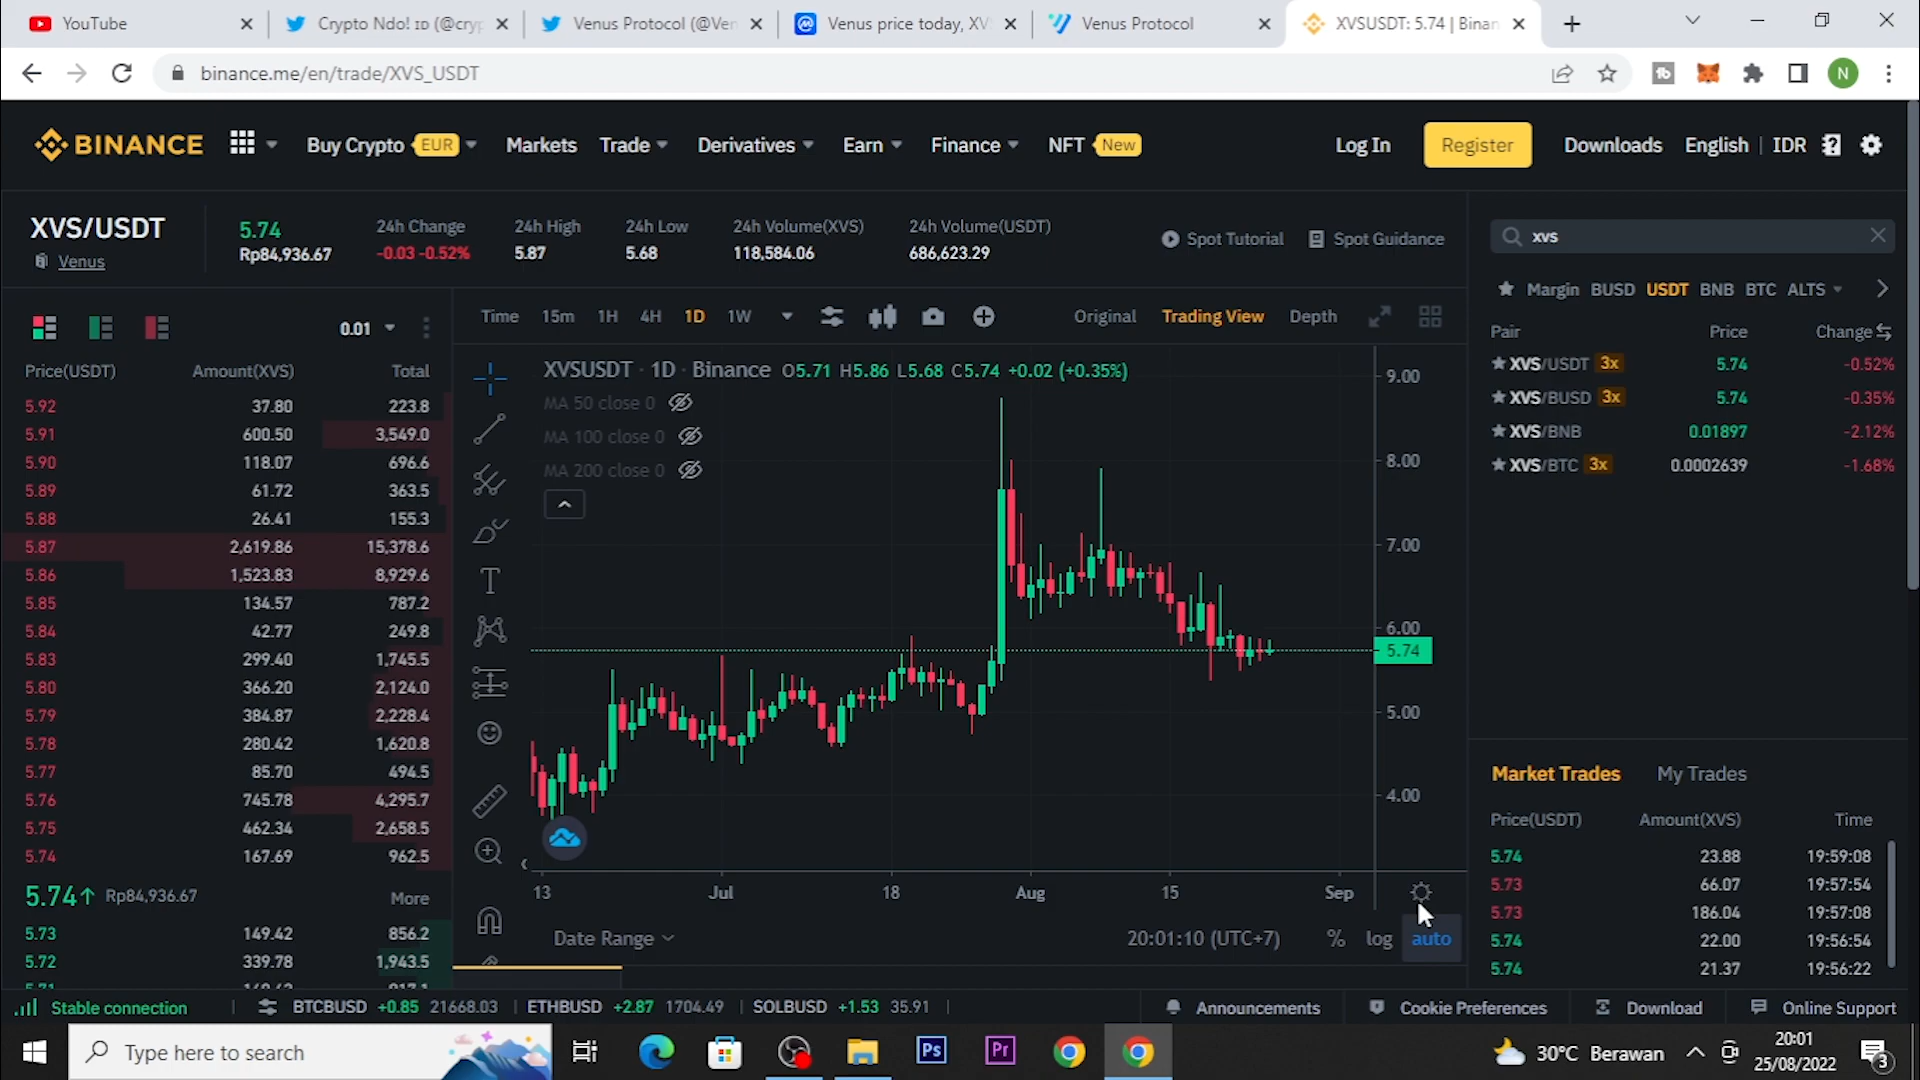 YouTube
Crypto Ndo! ɪᴅ (@cryp
Venus Protocol (@Ven
Venus price today, XV
Venus Protocol
XVSUSDT: 5.74 | Binan
binance.me/en/trade/XVS_USDT
N
BINANCE
Buy Crypto EUR
Markets
Trade
Derivatives
Earn
Finance
NFT New
Log In
Register
Downloads
English | IDR
XVS/USDT
Venus
5.74
Rp84,936.67
24h Change
-0.03 -0.52%
24h High
5.87
24h Low
5.68
24h Volume(XVS)
118,584.06
24h Volume(USDT)
686,623.29
Spot Tutorial
Spot Guidance
0.01
Price(USDT) Amount(XVS) Total
5.92 37.80 223.8
5.91 600.50 3,549.0
5.90 118.07 696.6
5.89 61.72 363.5
5.88 26.41 155.3
5.87 2,619.86 15,378.6
5.86 1,523.83 8,929.6
5.85 134.57 787.2
5.84 42.77 249.8
5.83 299.40 1,745.5
5.80 366.20 2,124.0
5.79 384.87 2,228.4
5.78 280.42 1,620.8
5.77 85.70 494.5
5.76 745.78 4,295.7
5.75 462.34 2,658.5
5.74 167.69 962.5
5.74↑ Rp84,936.67 More
5.73 149.42 856.2
5.72 339.78 1,943.5
Time 15m 1H 4H 1D 1W
Original Trading View Depth
XVSUSDT · 1D · Binance O5.71 H5.86 L5.68 C5.74 +0.02 (+0.35%)
MA 50 close 0
MA 100 close 0
MA 200 close 0
9.00
8.00
7.00
6.00
5.74
5.00
4.00
13 Jul 18 Aug 15 Sep
Date Range
20:01:10 (UTC+7) % log auto
xvs
Margin BUSD USDT BNB BTC ALTS
Pair Price Change
XVS/USDT 3x 5.74 -0.52%
XVS/BUSD 3x 5.74 -0.35%
XVS/BNB 0.01897 -2.12%
XVS/BTC 3x 0.0002639 -1.68%
Market Trades My Trades
Price(USDT) Amount(XVS) Time
5.74 23.88 19:59:08
5.73 66.07 19:57:54
5.73 186.04 19:57:08
5.74 22.00 19:56:54
5.74 21.37 19:56:22
Stable connection
BTCBUSD +0.85 21668.03 | ETHBUSD +2.87 1704.49 | SOLBUSD +1.53 35.91
Announcements
Cookie Preferences
Download
Online Support
Type here to search
Ps
Pr
30°C Berawan
20:01
25/08/2022
3